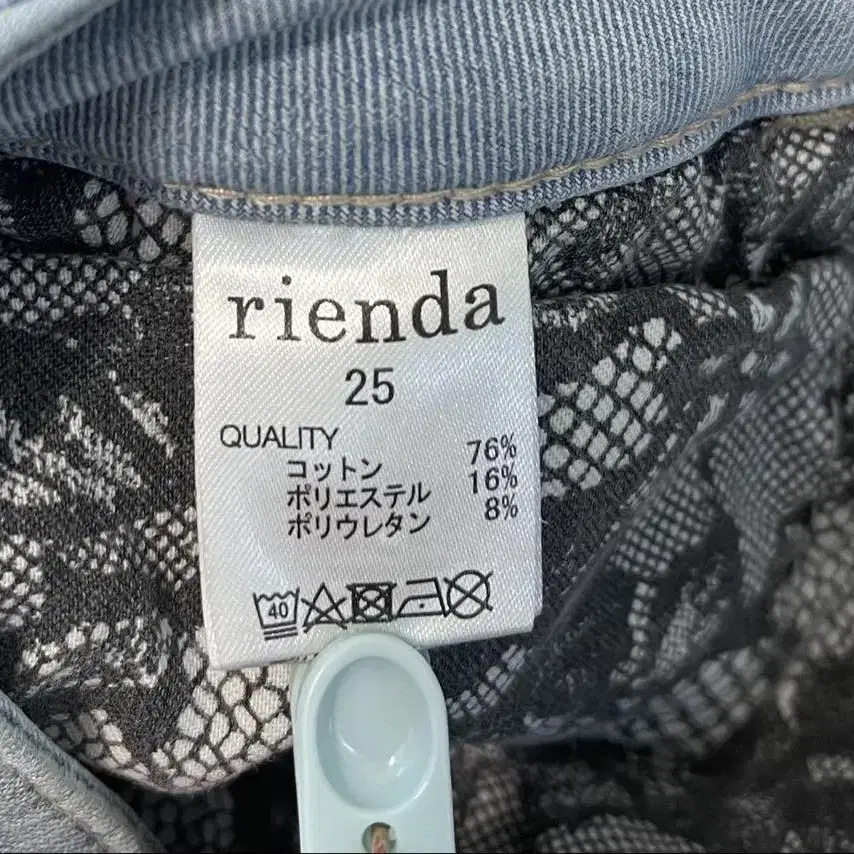 rienda
25
QUALITY
コットン 76%
ポリエステル 16%
ポリウレタン 8%
40